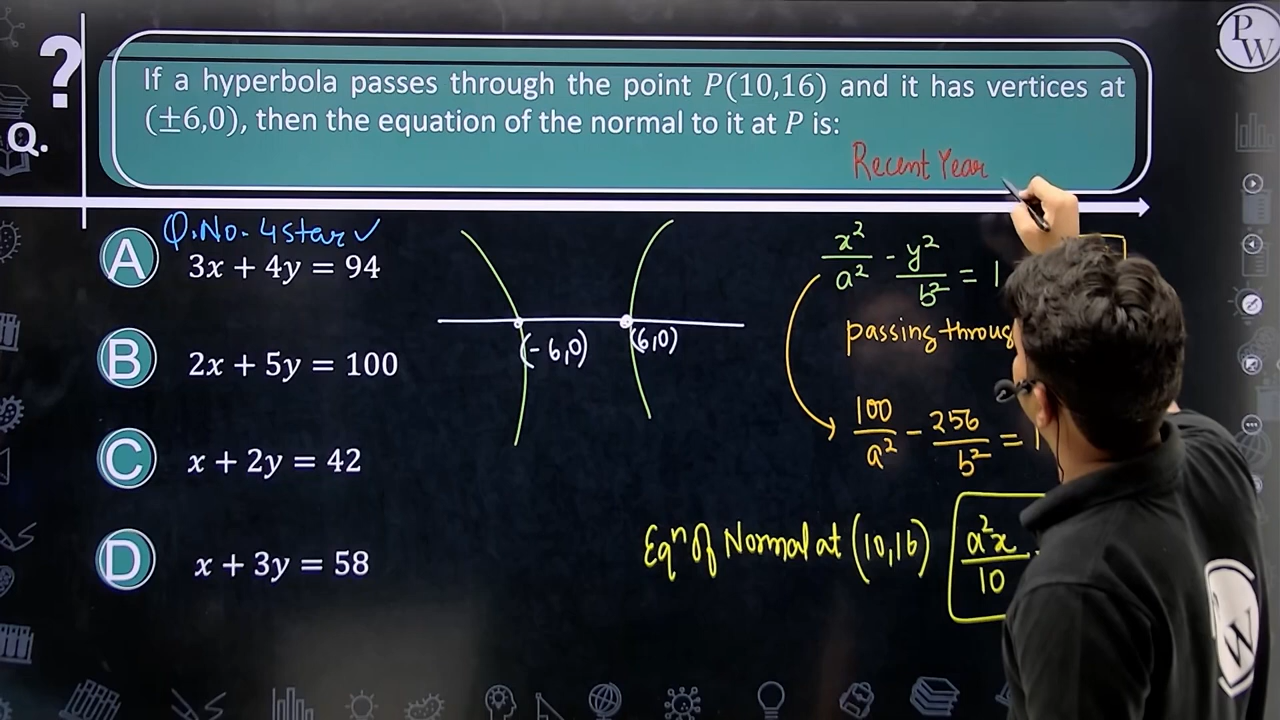 ?
Q.
If a hyperbola passes through the point P(10,16) and it has vertices at
(±6,0), then the equation of the normal to it at P is:
Recent Year
Q.No. 4 star ✓
A 3x + 4y = 94
B 2x + 5y = 100
C x + 2y = 42
D x + 3y = 58
(-6,0) (6,0)
x²/a² - y²/b² = 1
passing throu
100/a² - 256/b² = 1
Eqⁿ of Normal at (10,16) a²x/10
P
W
W